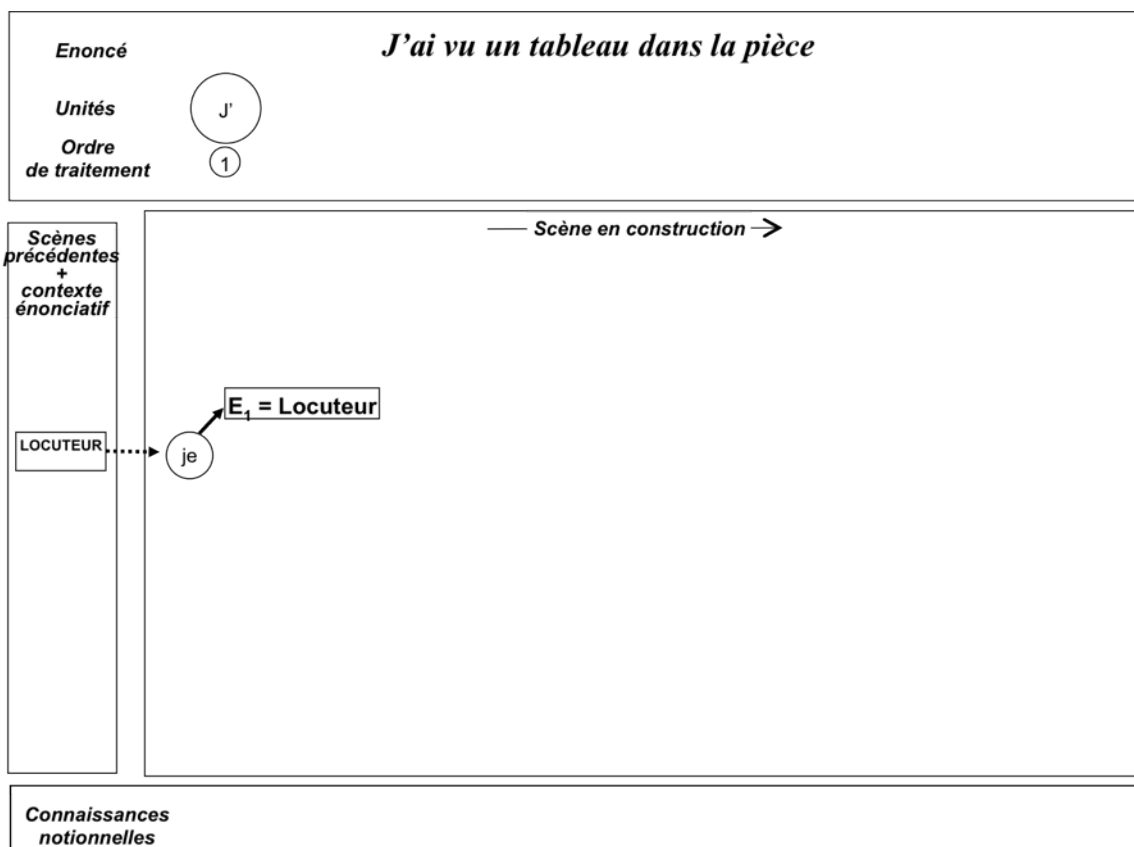 Enoncé
J'ai vu un tableau dans la pièce
Unités
J'
Ordre
de traitement
1
Scènes
précédentes
+
contexte
énonciatif
Scène en construction
E1 = Locuteur
LOCUTEUR
je
Connaissances
notionnelles